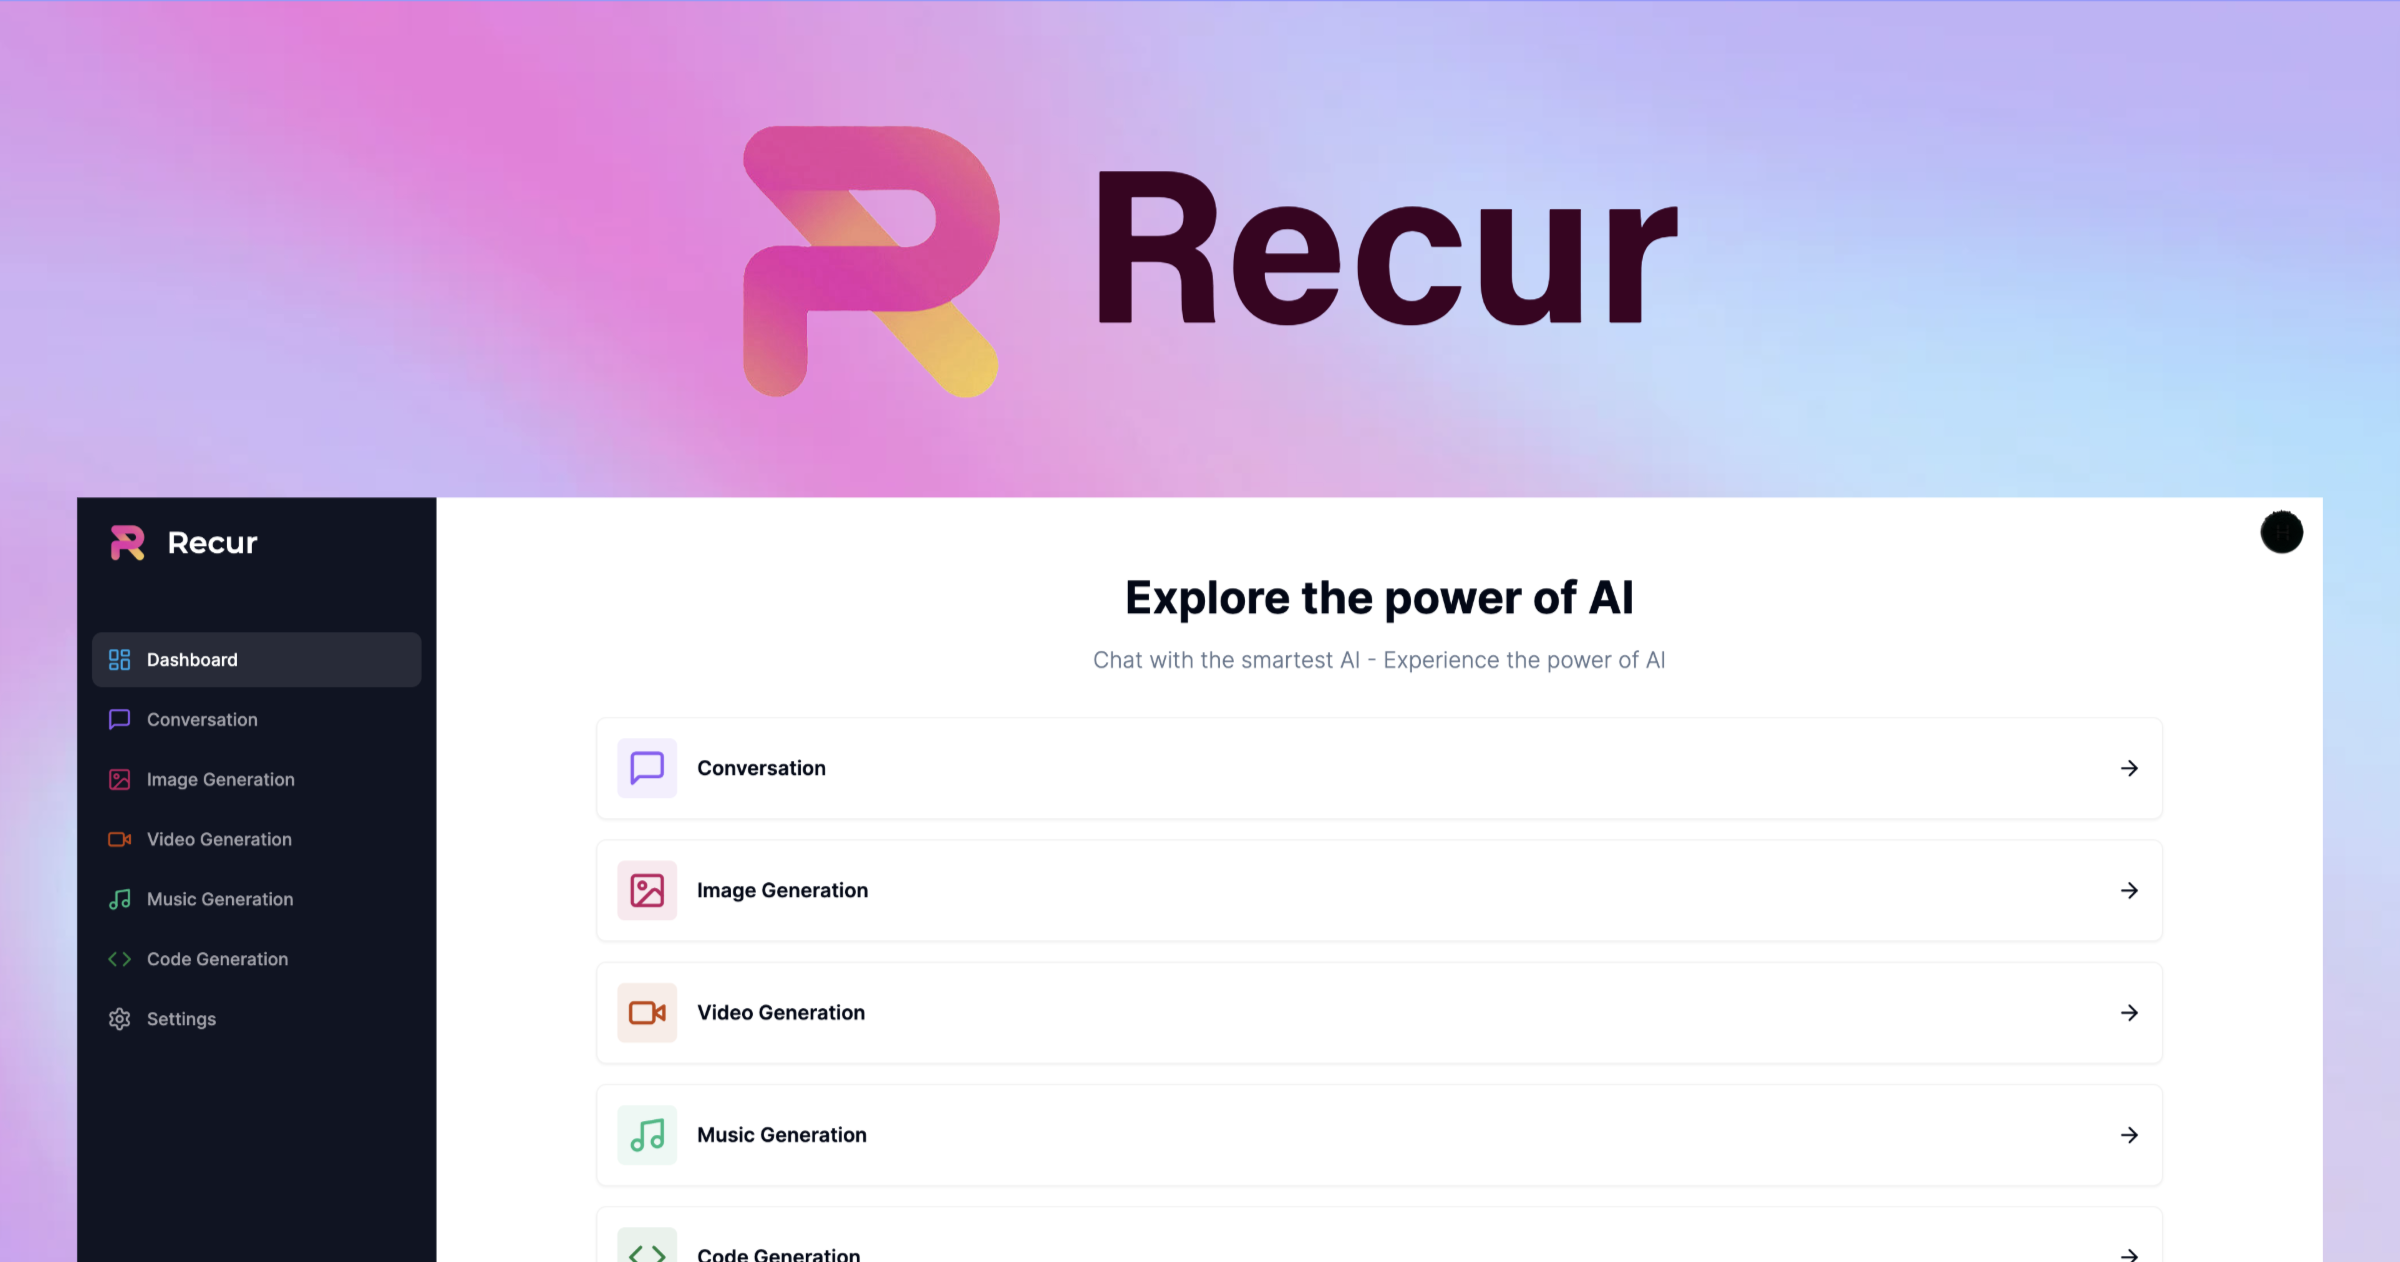 Recur
Recur
Dashboard
Conversation
Image Generation
Video Generation
Music Generation
Code Generation
Settings
H
Explore the power of AI
Chat with the smartest AI - Experience the power of AI
Conversation
Image Generation
Video Generation
Music Generation
Code Generation